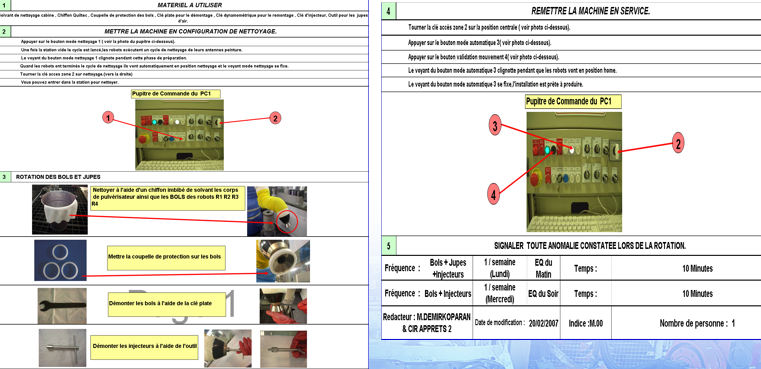 1 MATERIEL A UTILISER
Solvant de nettoyage cabine , Chiffon Quiltec , Coupelle de protection des bols , Clé plate pour le démontage , Clé dynamométrique pour le remontage , Clé d'injecteur, Outil pour les jupes
d'air.
2 METTRE LA MACHINE EN CONFIGURATION DE NETTOYAGE.
Appuyer sur le bouton mode nettoyage 1 ( voir la photo du pupitre ci-dessous).
Une fois la station vide le cycle est lancé,les robots exécutent un cycle de nettoyage de leurs antennes peinture.
Le voyant du bouton mode nettoyage 1 clignote pendant cette phase de préparation.
Quand les robots ont terminés le cycle de nettoyage ils vont automatiquement en position nettoyage et le voyant mode nettoyage se fixe.
Tourner la clé acces zone 2 sur nettoyage.(vers la droite)
Vous pouvez entrer dans la station pour nettoyer.
Pupitre de Commande du PC1
1
2
3 ROTATION DES BOLS ET JUPES
Nettoyer à l'aide d'un chiffon imbibé de solvant les corps
de pulvérisateur ainsi que les BOLS des robots R1 R2 R3
R4
Mettre la coupelle de protection sur les bols
Démonter les bols à l'aide de la clé plate
Démonter les injecteurs à l'aide de l'outil
4 REMETTRE LA MACHINE EN SERVICE.
Tourner la clé accès zone 2 sur la position centrale ( voir photo ci-dessous).
Appuyer sur le bouton mode automatique 3( voir photo ci-dessous).
Appuyer sur le bouton validation mouvement 4( voir photo ci-dessous).
Le voyant du bouton mode automatique 3 clignotte pendant que les robots vont en position home.
Le voyant du bouton mode automatique 3 se fixe,l'installation est prête à produire.
Pupitre de Commande du PC1
3
2
4
5 SIGNALER TOUTE ANOMALIE CONSTATEE LORS DE LA ROTATION.
Fréquence : Bols + Jupes +Injecteurs 1 / semaine (Lundi) EQ du Matin Temps : 10 Minutes
Fréquence : Bols + Injecteurs 1 / semaine (Mercredi) EQ du Soir Temps : 10 Minutes
Redacteur : M.DEMIRKOPARAN & CIR APPRETS 2 Date de modification : 20/02/2007 Indice :M.00 Nombre de personne : 1